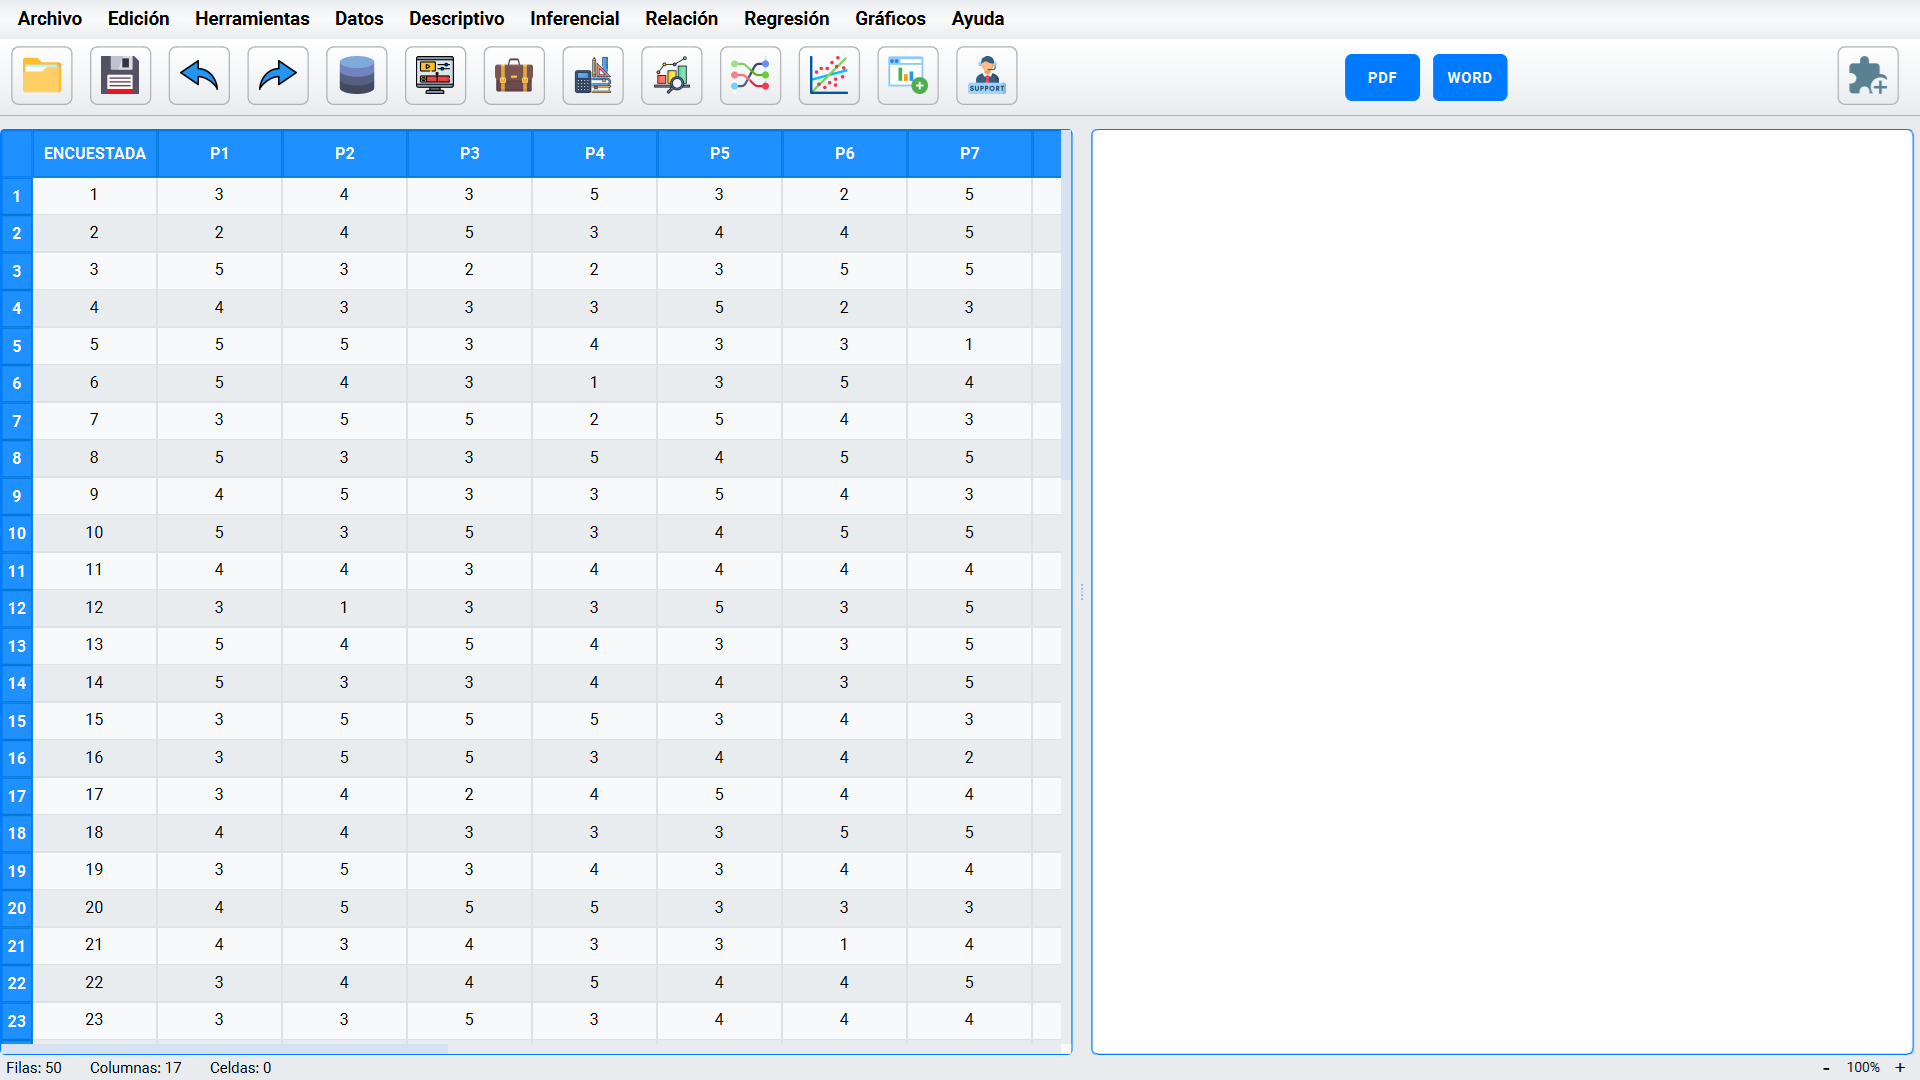 Archivo Edición Herramientas Datos Descriptivo Inferencial Relación Regresión Gráficos Ayuda
SUPPORT
PDF WORD
ENCUESTADA P1 P2 P3 P4 P5 P6 P7
1 1 3 4 3 5 3 2 5
2 2 2 4 5 3 4 4 5
3 3 5 3 2 2 3 5 5
4 4 4 3 3 3 5 2 3
5 5 5 5 3 4 3 3 1
6 6 5 4 3 1 3 5 4
7 7 3 5 5 2 5 4 3
8 8 5 3 3 5 4 5 5
9 9 4 5 3 3 5 4 3
10 10 5 3 5 3 4 5 5
11 11 4 4 3 4 4 4 4
12 12 3 1 3 3 5 3 5
13 13 5 4 5 4 3 3 5
14 14 5 3 3 4 4 3 5
15 15 3 5 5 5 3 4 3
16 16 3 5 5 3 4 4 2
17 17 3 4 2 4 5 4 4
18 18 4 4 3 3 3 5 5
19 19 3 5 3 4 3 4 4
20 20 4 5 5 5 3 3 3
21 21 4 3 4 3 3 1 4
22 22 3 4 4 5 4 4 5
23 23 3 3 5 3 4 4 4
Filas: 50 Columnas: 17 Celdas: 0 - 100% +